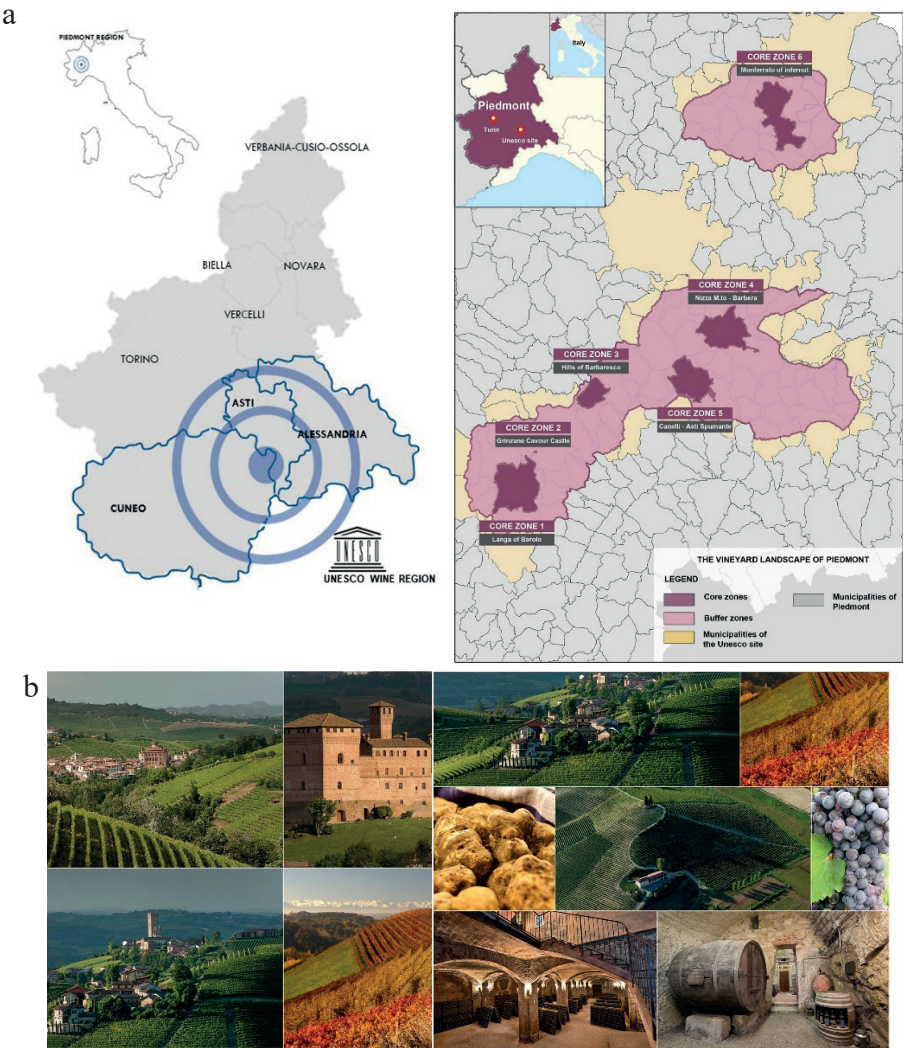 a
PIEDMONT REGION
VERBANIA-CUSIO-OSSOLA
BIELLA
NOVARA
VERCELLI
TORINO
ASTI
ALESSANDRIA
CUNEO
UNESCO
UNESCO WINE REGION
Italy
Piedmont
Turin
Unesco site
CORE ZONE 6
Monferrato of infernot
CORE ZONE 4
Nizza M.to - Barbera
CORE ZONE 3
Hills of Barbaresco
CORE ZONE 5
Canelli - Asti Spumante
CORE ZONE 2
Grinzane Cavour Castle
CORE ZONE 1
Langa of Barolo
THE VINEYARD LANDSCAPE OF PIEDMONT
LEGEND
Core zones
Buffer zones
Municipalities of
the Unesco site
Municipalities of
Piedmont
b